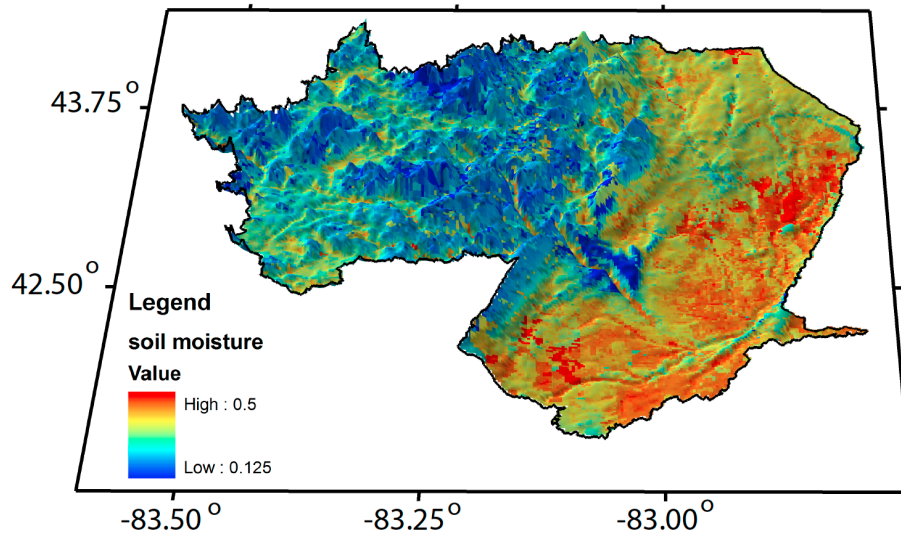 43.75°
42.50°
Legend
soil moisture
Value
High : 0.5
Low : 0.125
-83.50° -83.25° -83.00°